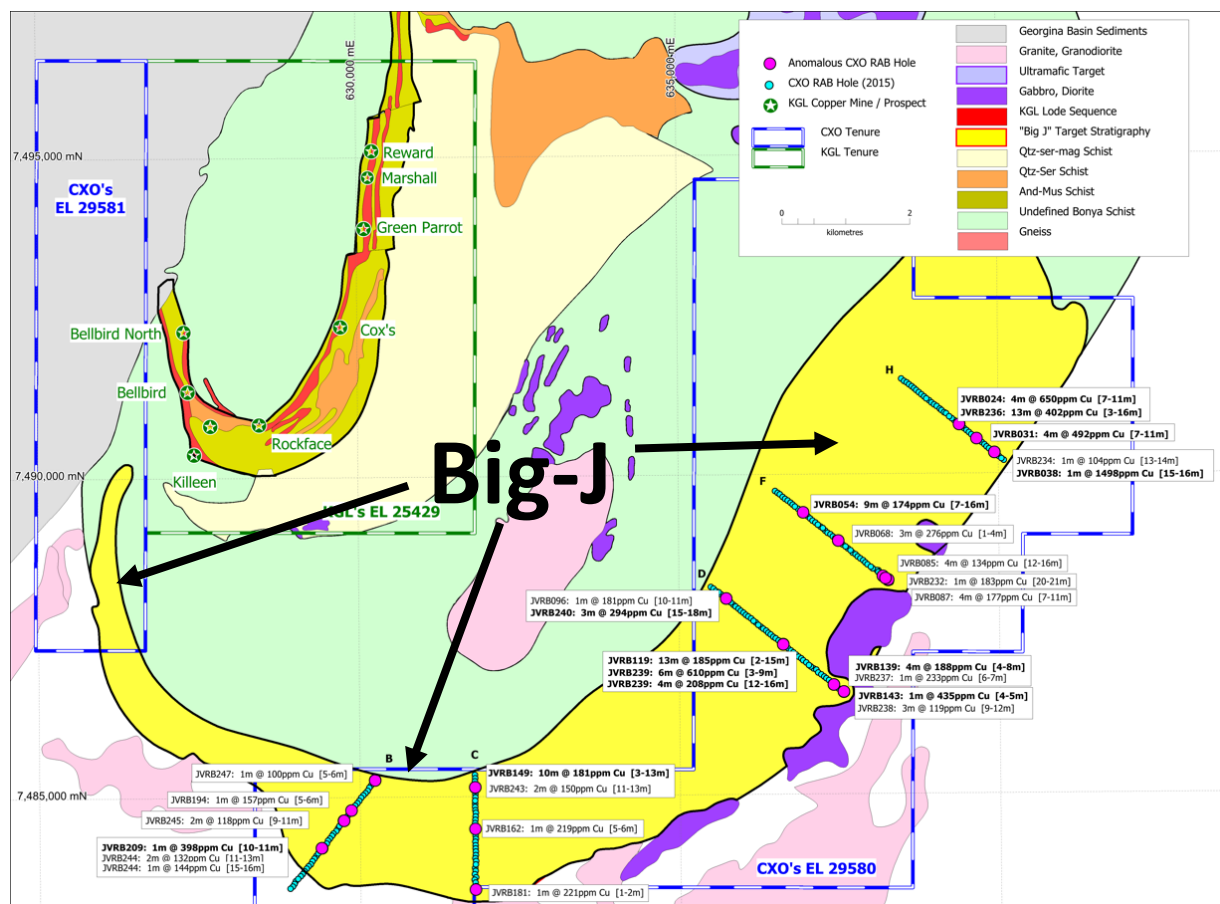 630,000 mE
635,000 mE
7,495,000 mN
7,490,000 mN
7,485,000 mN
Anomalous CXO RAB Hole
CXO RAB Hole (2015)
KGL Copper Mine / Prospect
CXO Tenure
KGL Tenure
0
2
kilometres
Georgina Basin Sediments
Granite, Granodiorite
Ultramafic Target
Gabbro, Diorite
KGL Lode Sequence
"Big J" Target Stratigraphy
Qtz-ser-mag Schist
Qtz-Ser Schist
And-Mus Schist
Undefined Bonya Schist
Gneiss
CXO's
EL 29581
Reward
Marshall
Green Parrot
Cox's
Bellbird North
Bellbird
Rockface
Killeen
Big-J
KGL's EL 25429
H
JVRB024: 4m @ 650ppm Cu [7-11m]
JVRB236: 13m @ 402ppm Cu [3-16m]
JVRB031: 4m @ 492ppm Cu [7-11m]
JVRB234: 1m @ 104ppm Cu [13-14m]
JVRB038: 1m @ 1498ppm Cu [15-16m]
F
JVRB054: 9m @ 174ppm Cu [7-16m]
JVRB068: 3m @ 276ppm Cu [1-4m]
JVRB085: 4m @ 134ppm Cu [12-16m]
JVRB232: 1m @ 183ppm Cu [20-21m]
JVRB087: 4m @ 177ppm Cu [7-11m]
D
JVRB096: 1m @ 181ppm Cu [10-11m]
JVRB240: 3m @ 294ppm Cu [15-18m]
JVRB119: 13m @ 185ppm Cu [2-15m]
JVRB239: 6m @ 610ppm Cu [3-9m]
JVRB239: 4m @ 208ppm Cu [12-16m]
JVRB139: 4m @ 188ppm Cu [4-8m]
JVRB237: 1m @ 233ppm Cu [6-7m]
JVRB143: 1m @ 435ppm Cu [4-5m]
JVRB238: 3m @ 119ppm Cu [9-12m]
B
JVRB247: 1m @ 100ppm Cu [5-6m]
JVRB194: 1m @ 157ppm Cu [5-6m]
JVRB245: 2m @ 118ppm Cu [9-11m]
JVRB209: 1m @ 398ppm Cu [10-11m]
JVRB244: 2m @ 132ppm Cu [11-13m]
JVRB244: 1m @ 144ppm Cu [15-16m]
C
JVRB149: 10m @ 181ppm Cu [3-13m]
JVRB243: 2m @ 150ppm Cu [11-13m]
JVRB162: 1m @ 219ppm Cu [5-6m]
JVRB181: 1m @ 221ppm Cu [1-2m]
CXO's EL 29580